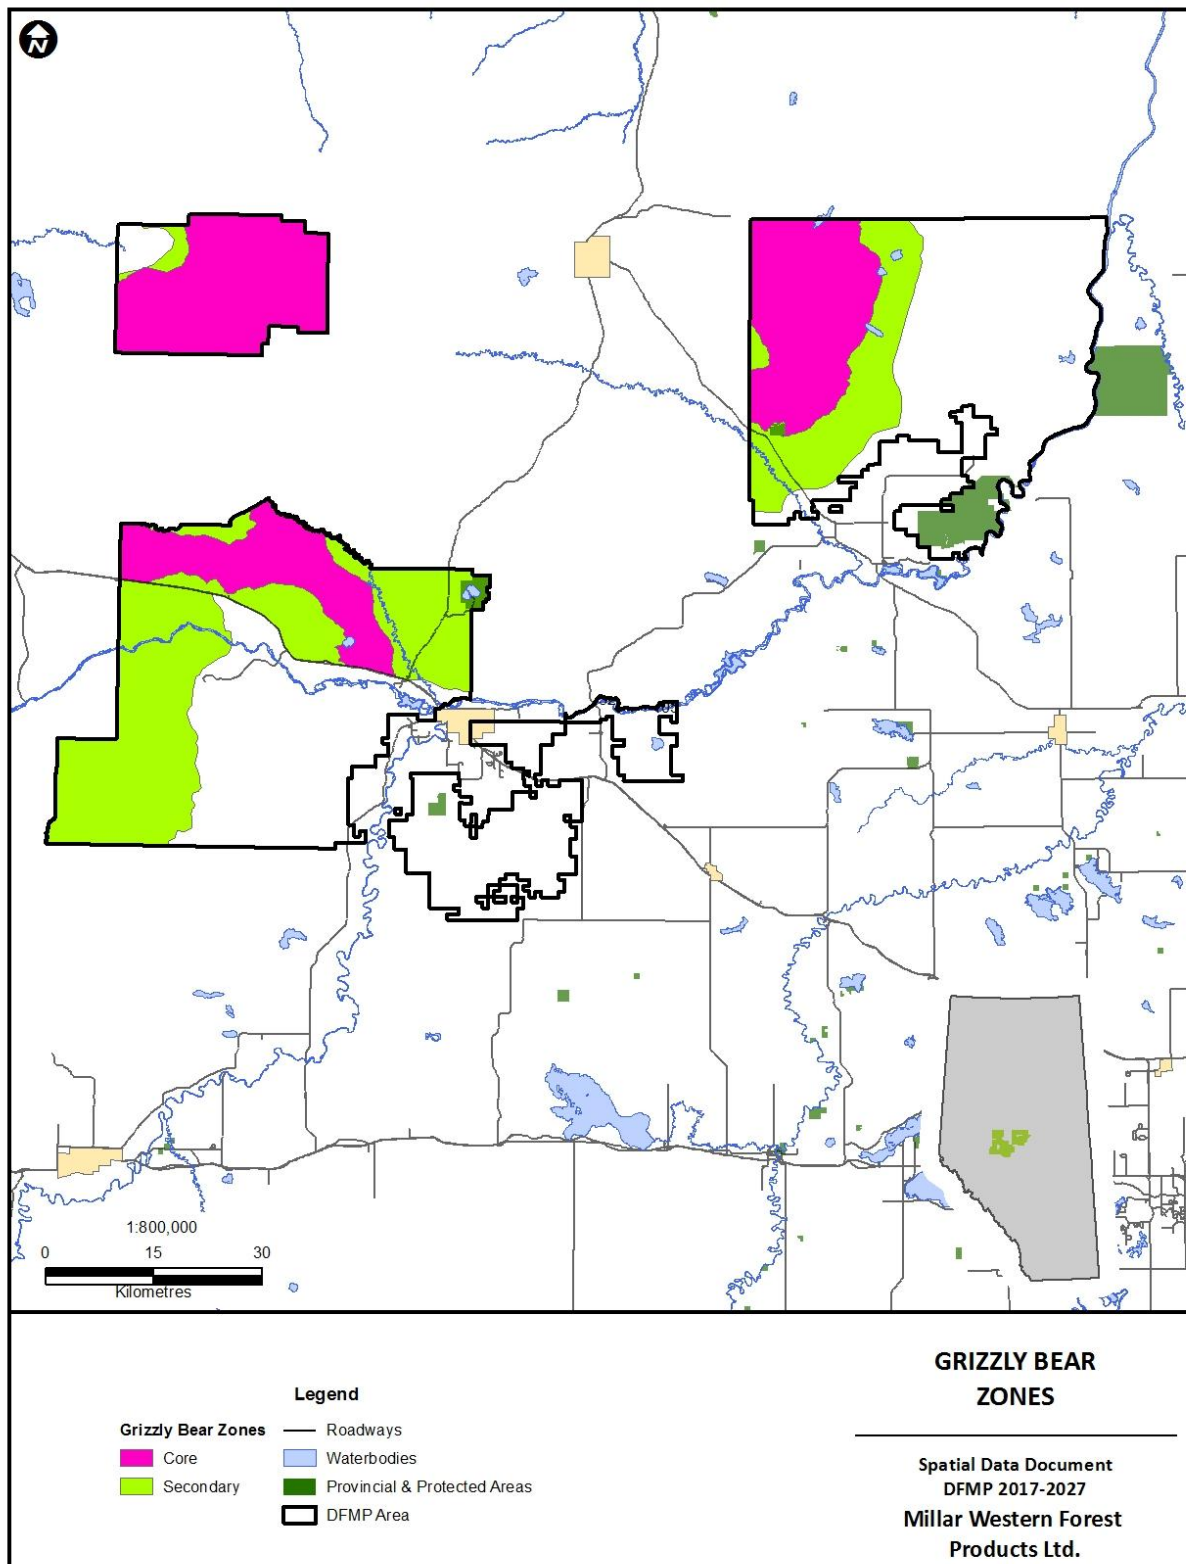 N
1:800,000
0 15 30
Kilometres
Legend
Grizzly Bear Zones
Core
Secondary
Roadways
Waterbodies
Provincial & Protected Areas
DFMP Area
GRIZZLY BEAR
ZONES
Spatial Data Document
DFMP 2017-2027
Millar Western Forest
Products Ltd.